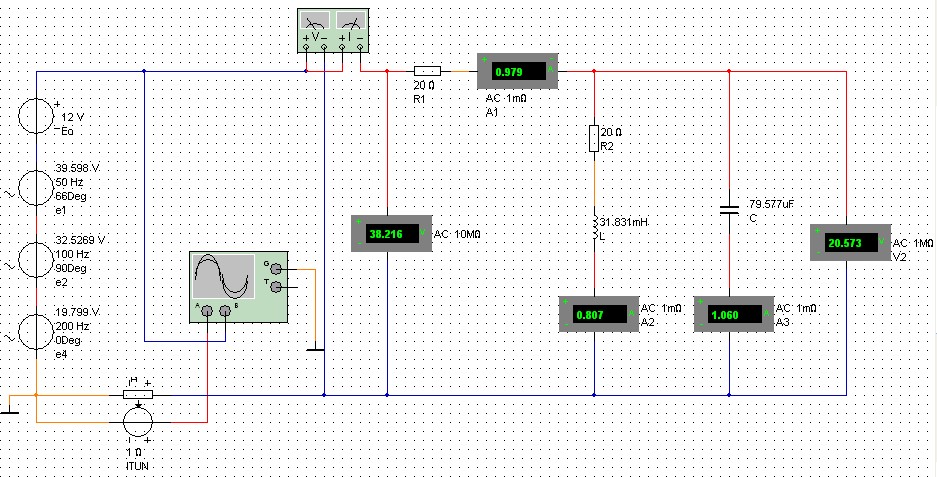 + V - + I -
12 V
Eo
39.598 V
50 Hz
66Deg
e1
32.5269 V
100 Hz
90Deg
e2
19.799 V
200 Hz
0Deg
e4
A B
G
T
1 Ω
ITUN
38.216
AC 10MΩ
20 Ω
R1
0.979 A
AC 1mΩ
A1
20 Ω
R2
31.831mH
L
0.807 A
AC 1mΩ
A2
79.577uF
C
1.060 A
AC 1mΩ
A3
20.573
AC 1MΩ
V2